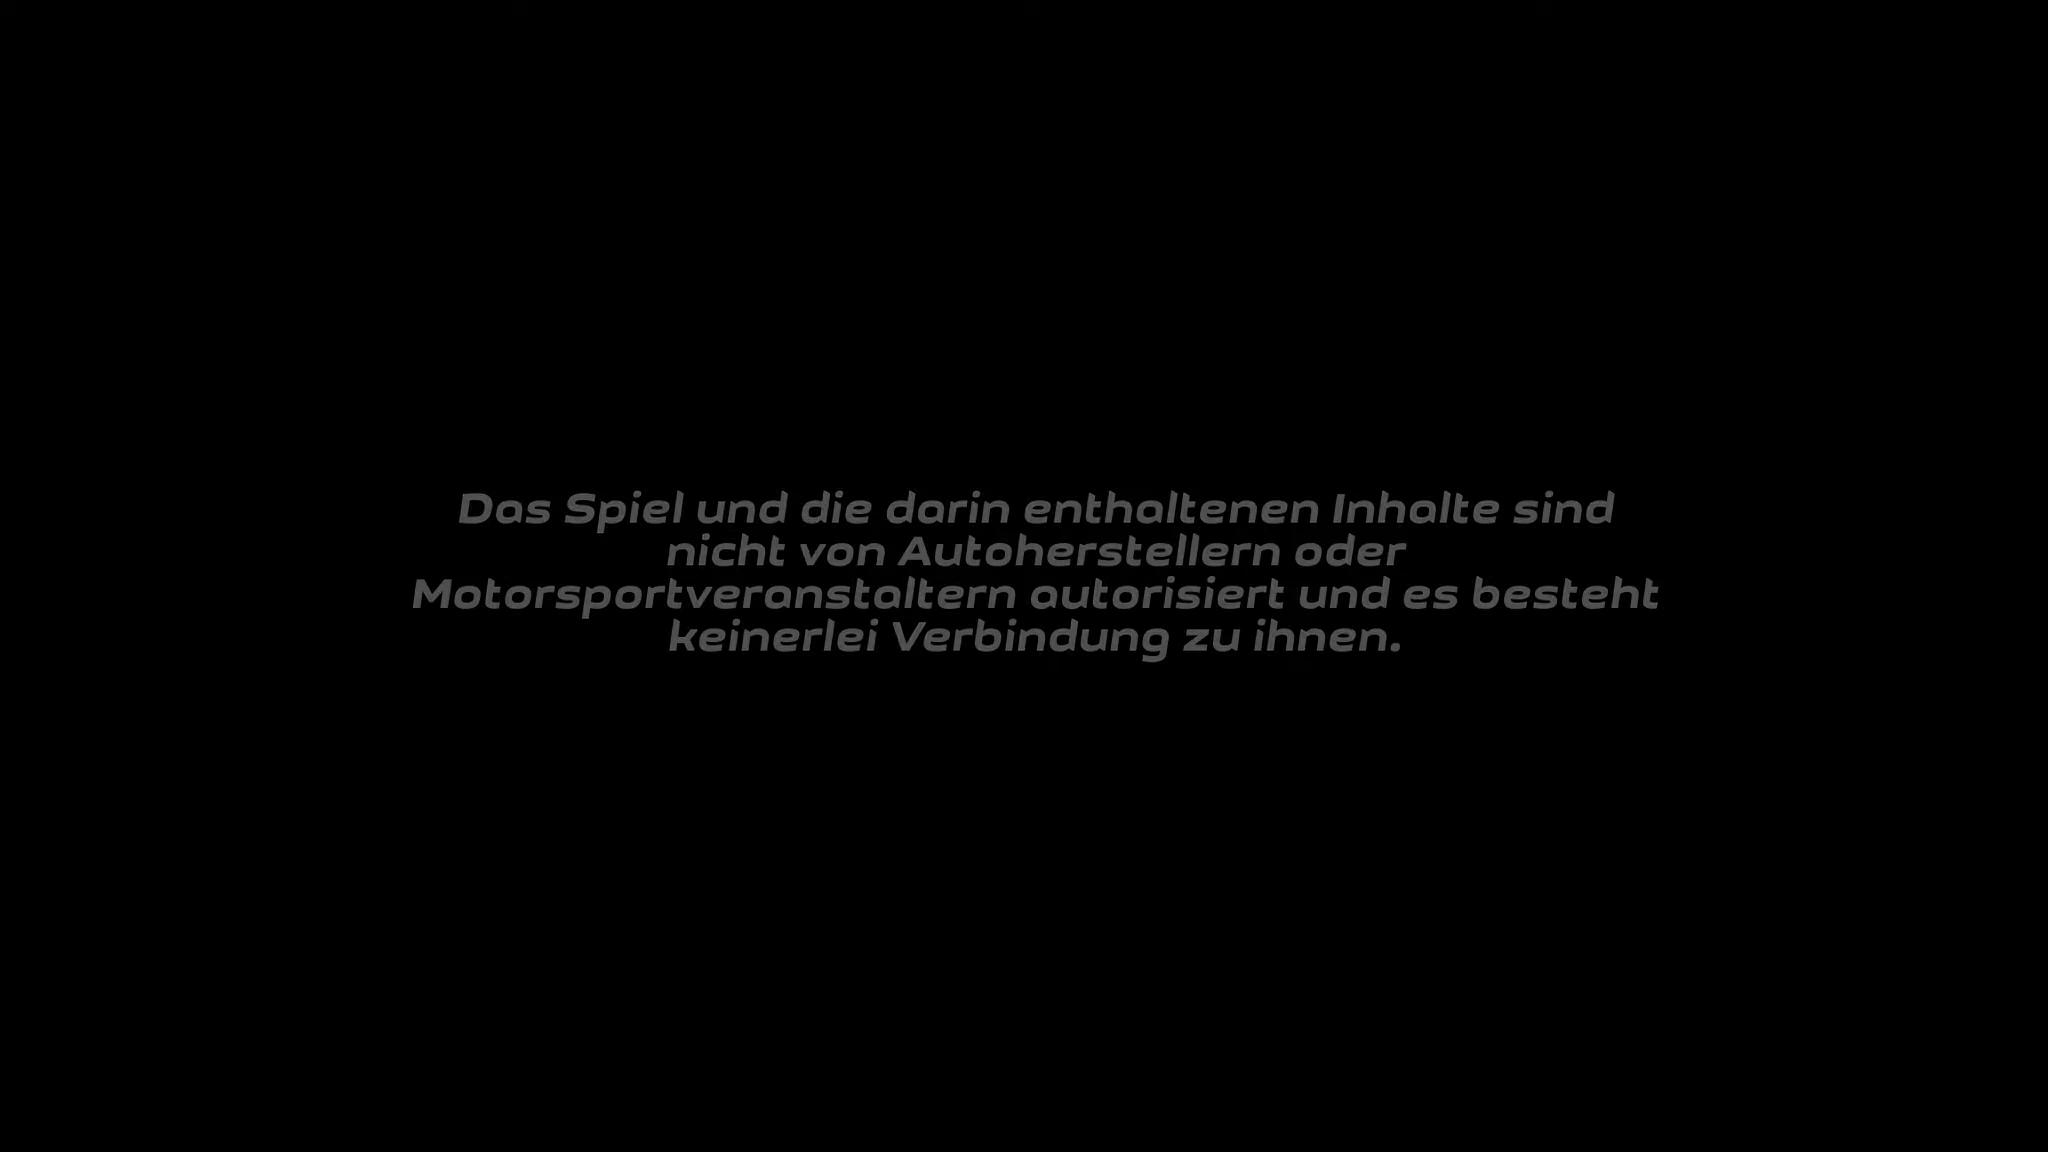 Das Spiel und die darin enthaltenen Inhalte sind
nicht von Autoherstellern oder
Motorsportveranstaltern autorisiert und es besteht
keinerlei Verbindung zu ihnen.